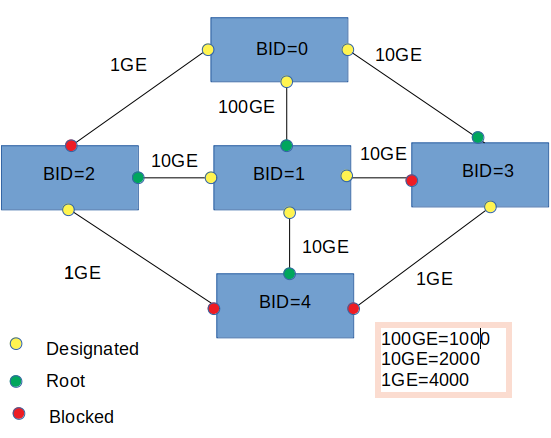 BID=0
1GE
10GE
100GE
10GE
10GE
BID=2
BID=1
BID=3
10GE
1GE
1GE
BID=4
Designated
Root
Blocked
100GE=1000
10GE=2000
1GE=4000